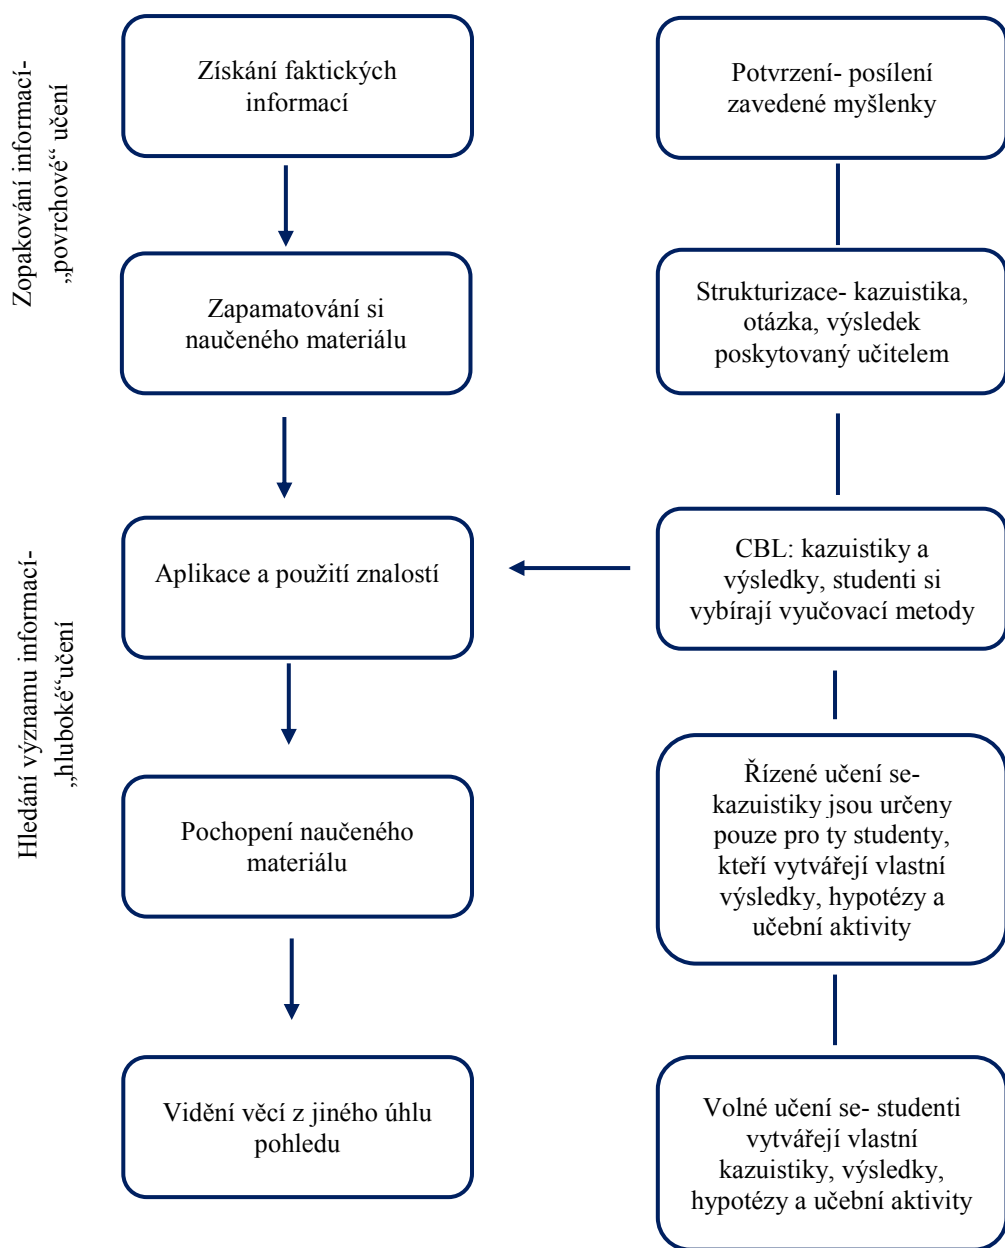 Zopakování informací-
„povrchové“ učení
Hledání významu informací-
„hluboké“učení
Získání faktických
informací
Zapamatování si
naučeného materiálu
Aplikace a použití znalostí
Pochopení naučeného
materiálu
Vidění věcí z jiného úhlu
pohledu
Potvrzení- posílení
zavedené myšlenky
Strukturizace- kazuistika,
otázka, výsledek
poskytovaný učitelem
CBL: kazuistiky a
výsledky, studenti si
vybírají vyučovací metody
Řízené učení se-
kazuistiky jsou určeny
pouze pro ty studenty,
kteří vytvářejí vlastní
výsledky, hypotézy a
učební aktivity
Volné učení se- studenti
vytvářejí vlastní
kazuistiky, výsledky,
hypotézy a učební aktivity